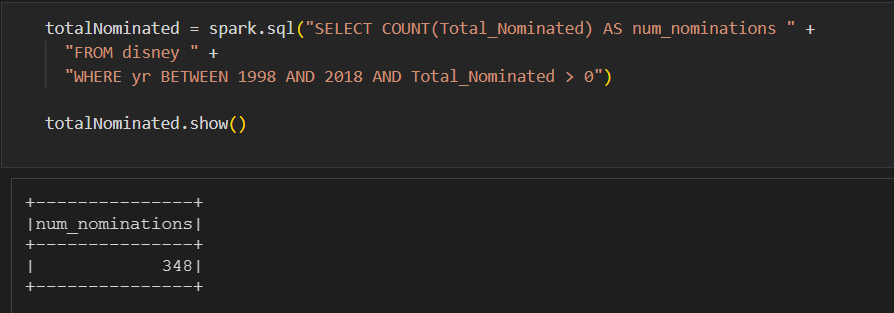 totalNominated = spark.sql("SELECT COUNT(Total_Nominated) AS num_nominations " +
  "FROM disney " +
  "WHERE yr BETWEEN 1998 AND 2018 AND Total_Nominated > 0")
totalNominated.show()
+---------------+
|num_nominations|
+---------------+
|            348|
+---------------+